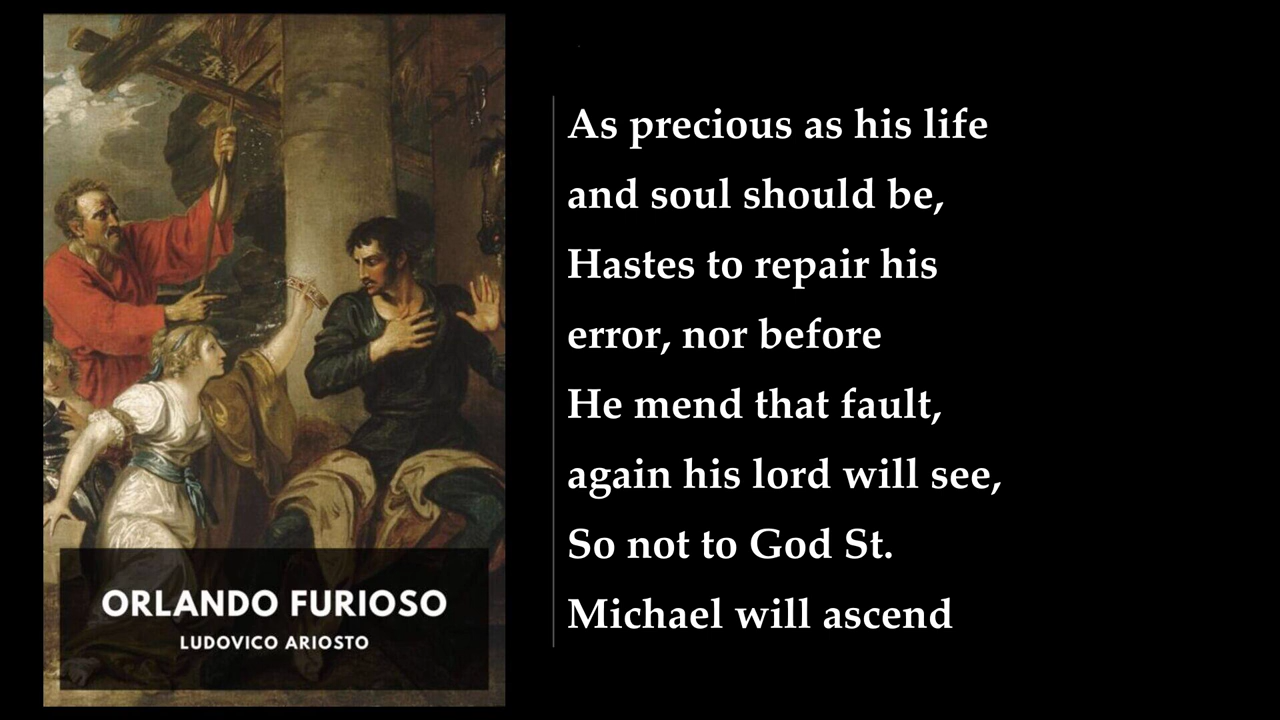 As precious as his life
and soul should be,
Hastes to repair his
error, nor before
He mend that fault,
again his lord will see,
So not to God St.
Michael will ascend
ORLANDO FURIOSO
LUDOVICO ARIOSTO